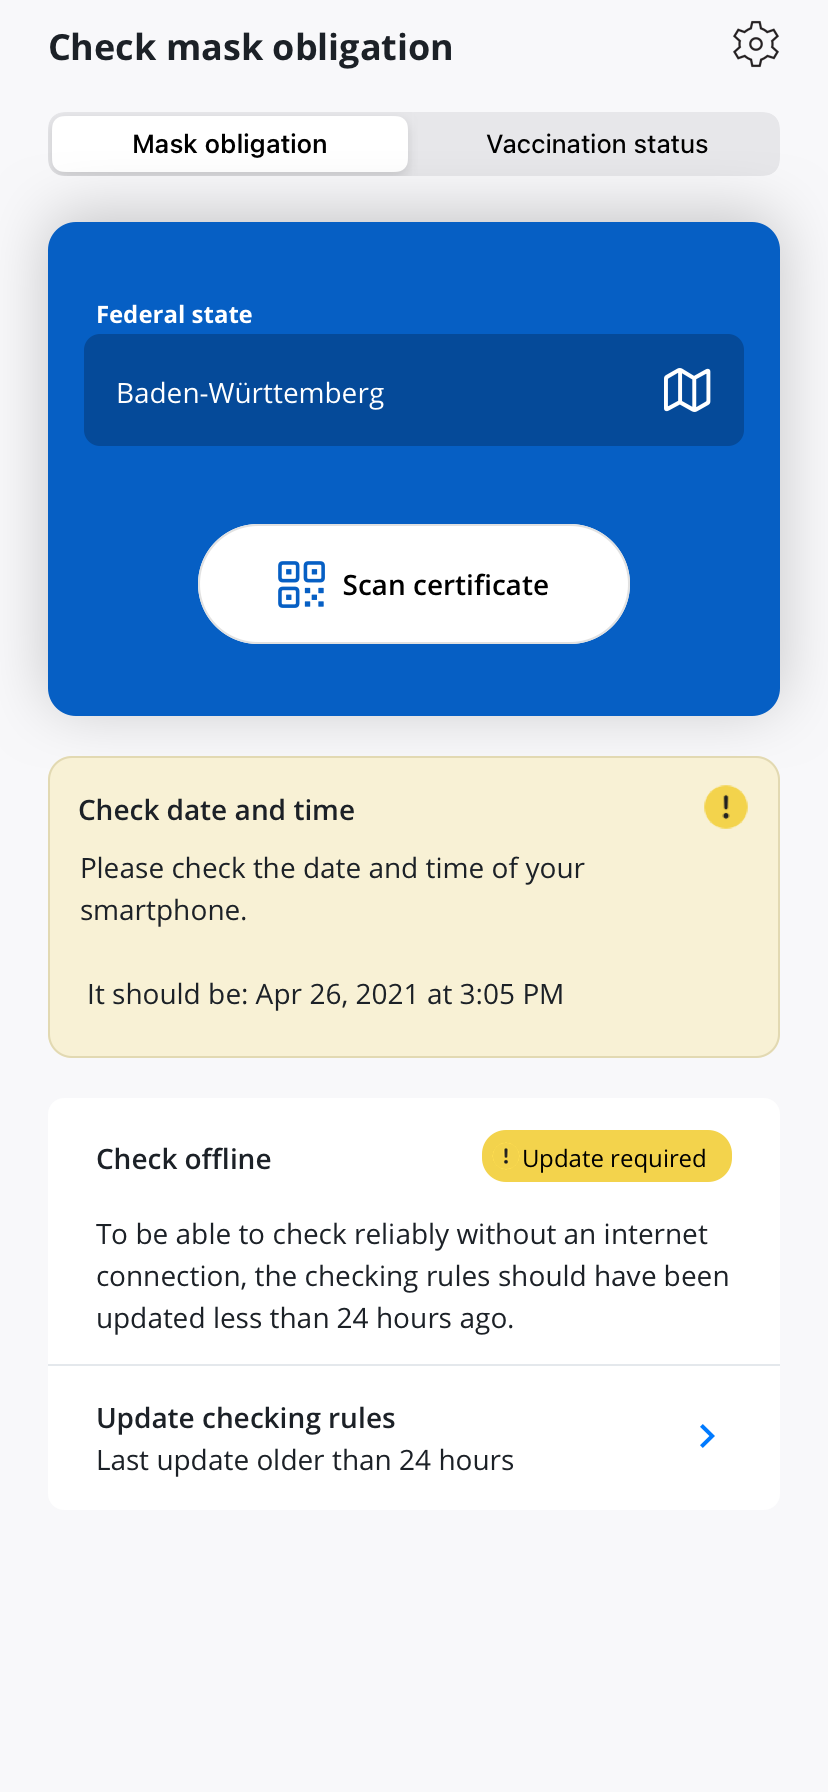 Check mask obligation
Mask obligation
Vaccination status
Federal state
Baden-Württemberg
Scan certificate
Check date and time
Please check the date and time of your
smartphone.
It should be: Apr 26, 2021 at 3:05 PM
Check offline
! Update required
To be able to check reliably without an internet
connection, the checking rules should have been
updated less than 24 hours ago.
Update checking rules
Last update older than 24 hours